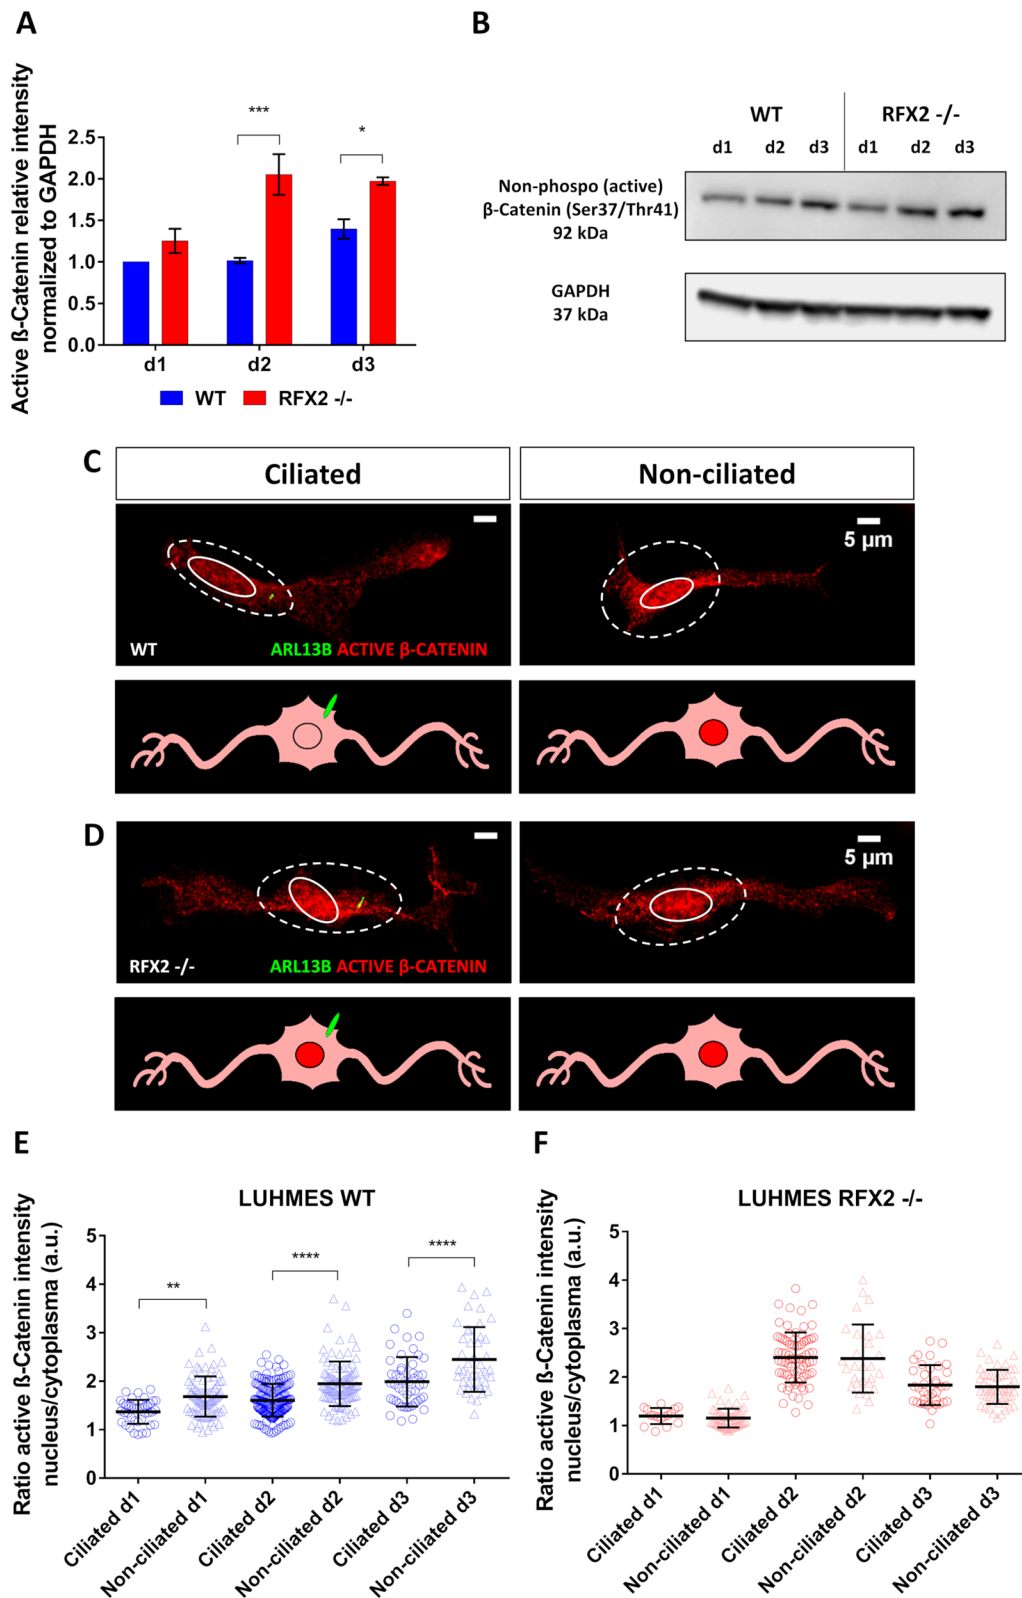 A
Active ß-Catenin relative intensity
normalized to GAPDH
2.5
2.0
1.5
1.0
0.5
0.0
***
*
d1
d2
d3
WT
RFX2 -/-
B
WT
RFX2 -/-
d1 d2 d3 d1 d2 d3
Non-phospo (active)
β-Catenin (Ser37/Thr41)
92 kDa
GAPDH
37 kDa
C
Ciliated
Non-ciliated
WT
ARL13B ACTIVE β-CATENIN
5 µm
D
RFX2 -/-
ARL13B ACTIVE β-CATENIN
5 µm
E
LUHMES WT
Ratio active ß-Catenin intensity
nucleus/cytoplasma (a.u.)
5
4
3
2
1
0
**
****
****
Ciliated d1
Non-ciliated d1
Ciliated d2
Non-ciliated d2
Ciliated d3
Non-ciliated d3
F
LUHMES RFX2 -/-
Ratio active ß-Catenin intensity
nucleus/cytoplasma (a.u.)
5
4
3
2
1
0
Ciliated d1
Non-ciliated d1
Ciliated d2
Non-ciliated d2
Ciliated d3
Non-ciliated d3